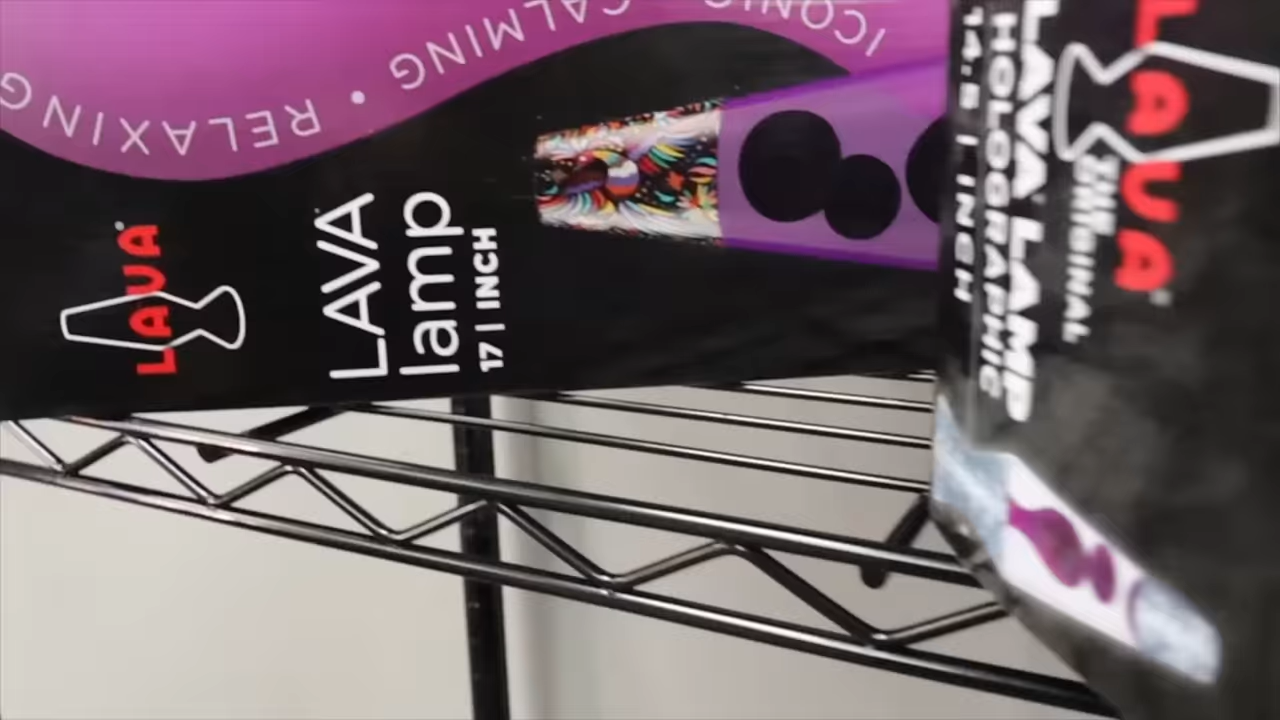 RELAXING • CALMING
ICONIC
LAVA®
LAVA
lamp
17 | INCH
LAVA®
THE
ORIGINAL
LAVA LAMP
HOLOGRAPHIC
14.5 | INCH